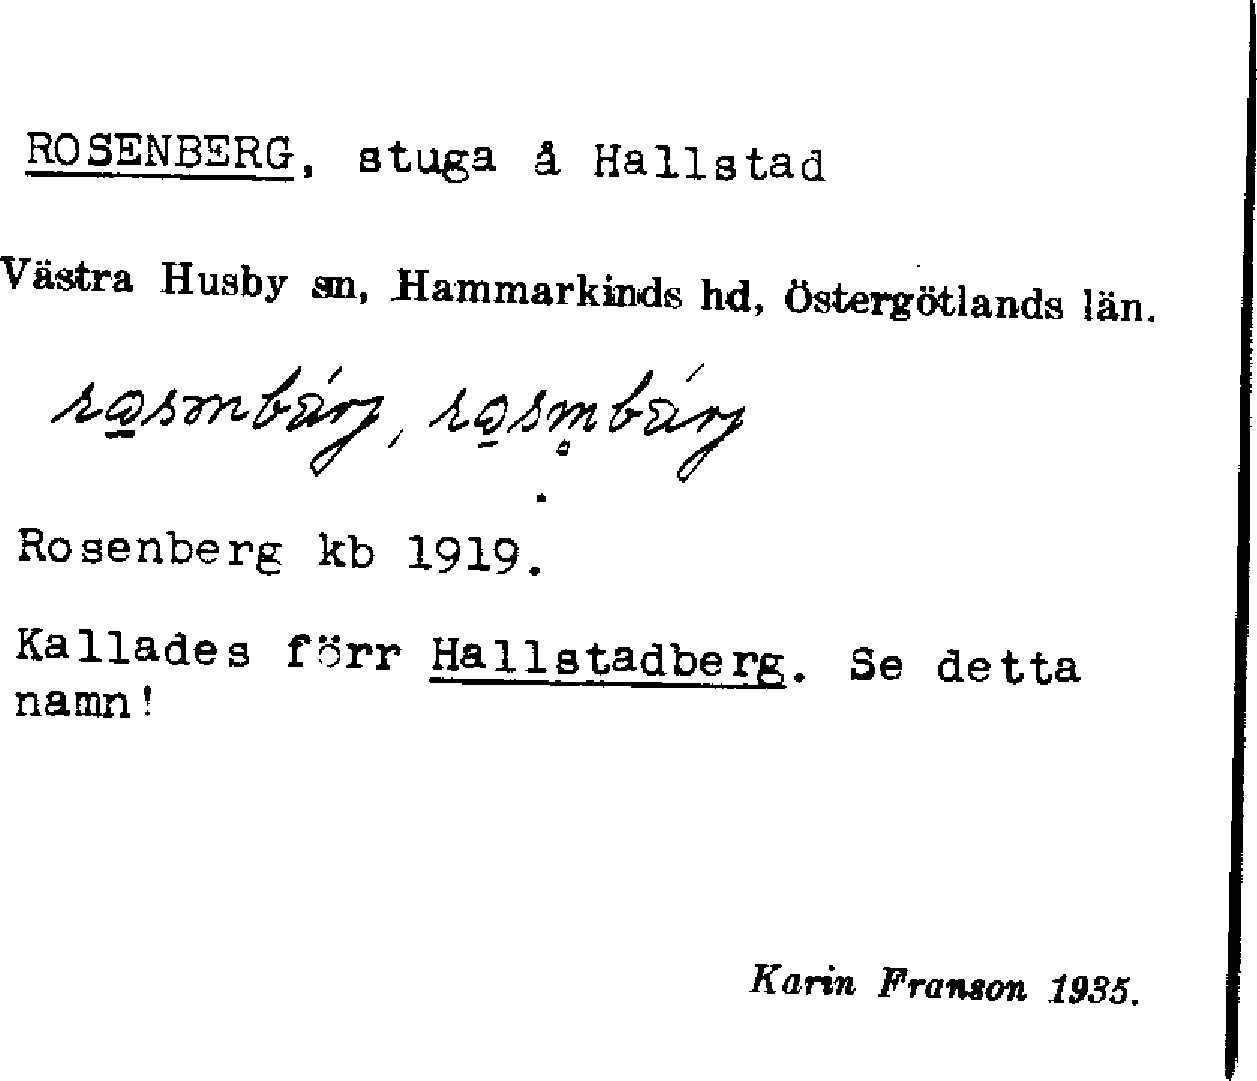 ROSENBERG, stuga å Hallstad
Västra Husby sn, Hammarkinds hd, Östergötlands län.
Rosenberg kb 1919.
Kallades förr Hallstadberg. Se detta
namn!
Karin Franson 1935.